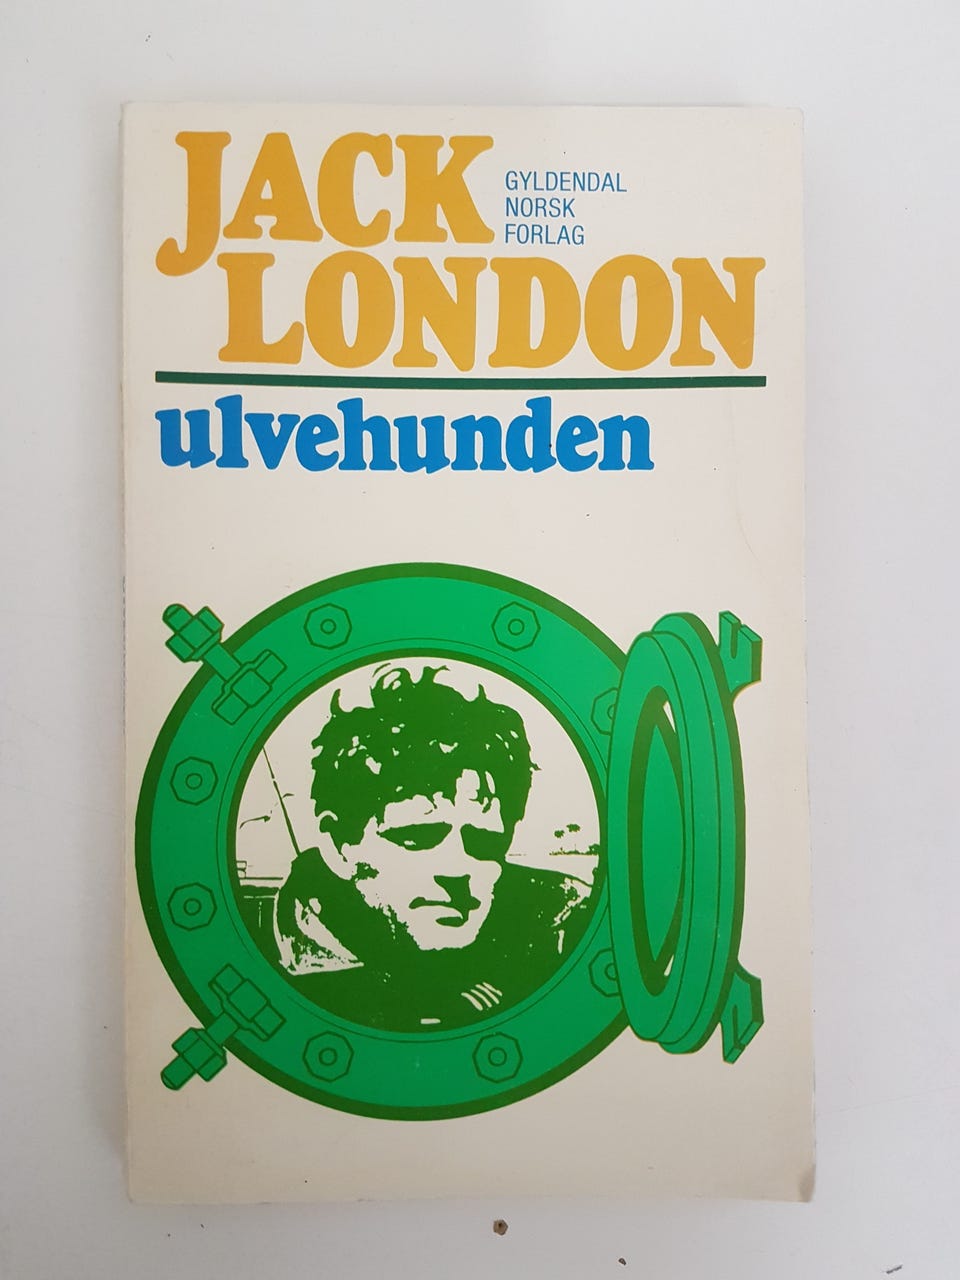 JACK
GYLDENDAL
NORSK
FORLAG
LONDON
ulvehunden